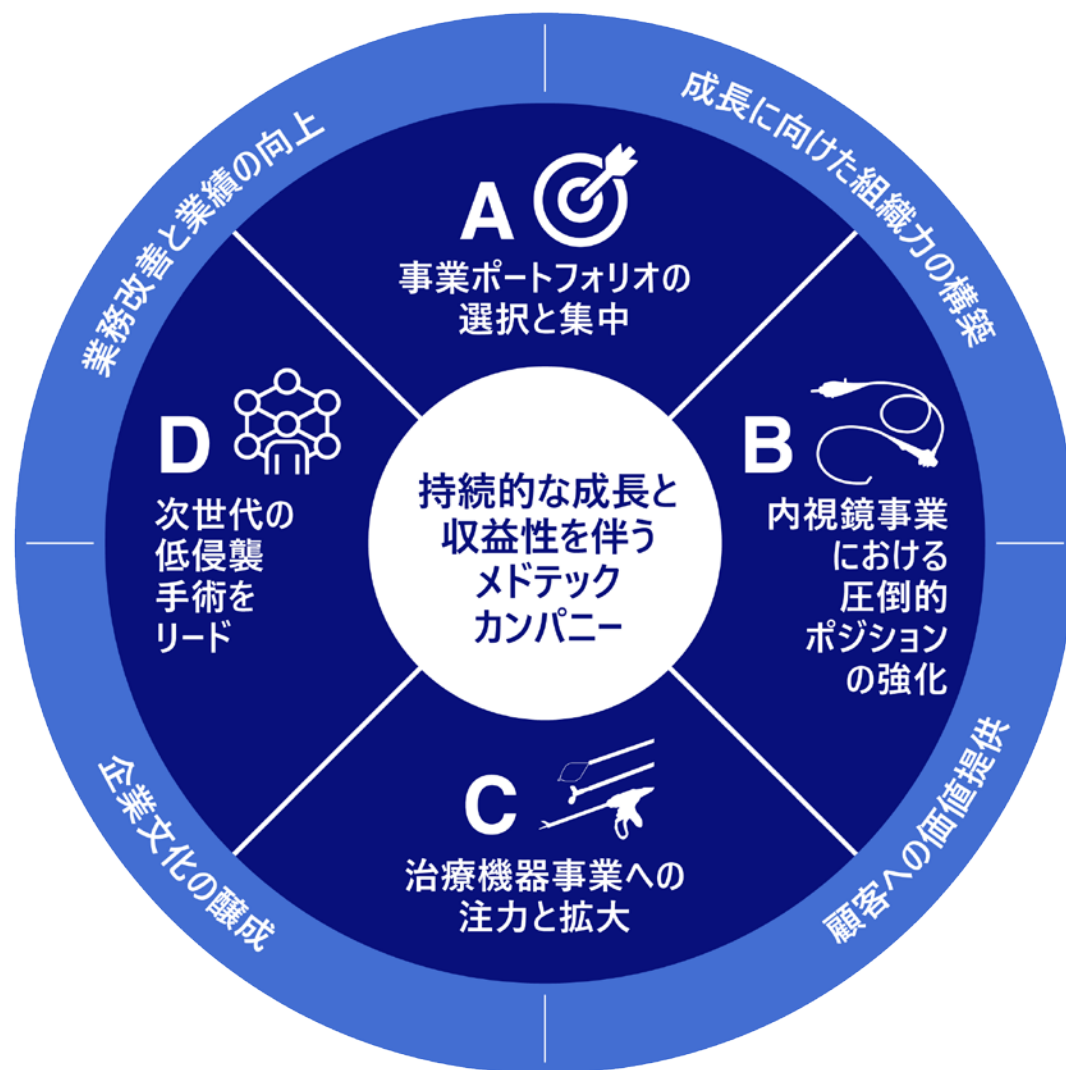 業務改善と業績の向上
成長に向けた組織力の構築
A
事業ポートフォリオの
選択と集中
D
次世代の
低侵襲
手術を
リード
持続的な成長と
収益性を伴う
メドテック
カンパニー
B
内視鏡事業
における
圧倒的
ポジション
の強化
C
治療機器事業への
注力と拡大
企業文化の醸成
顧客への価値提供